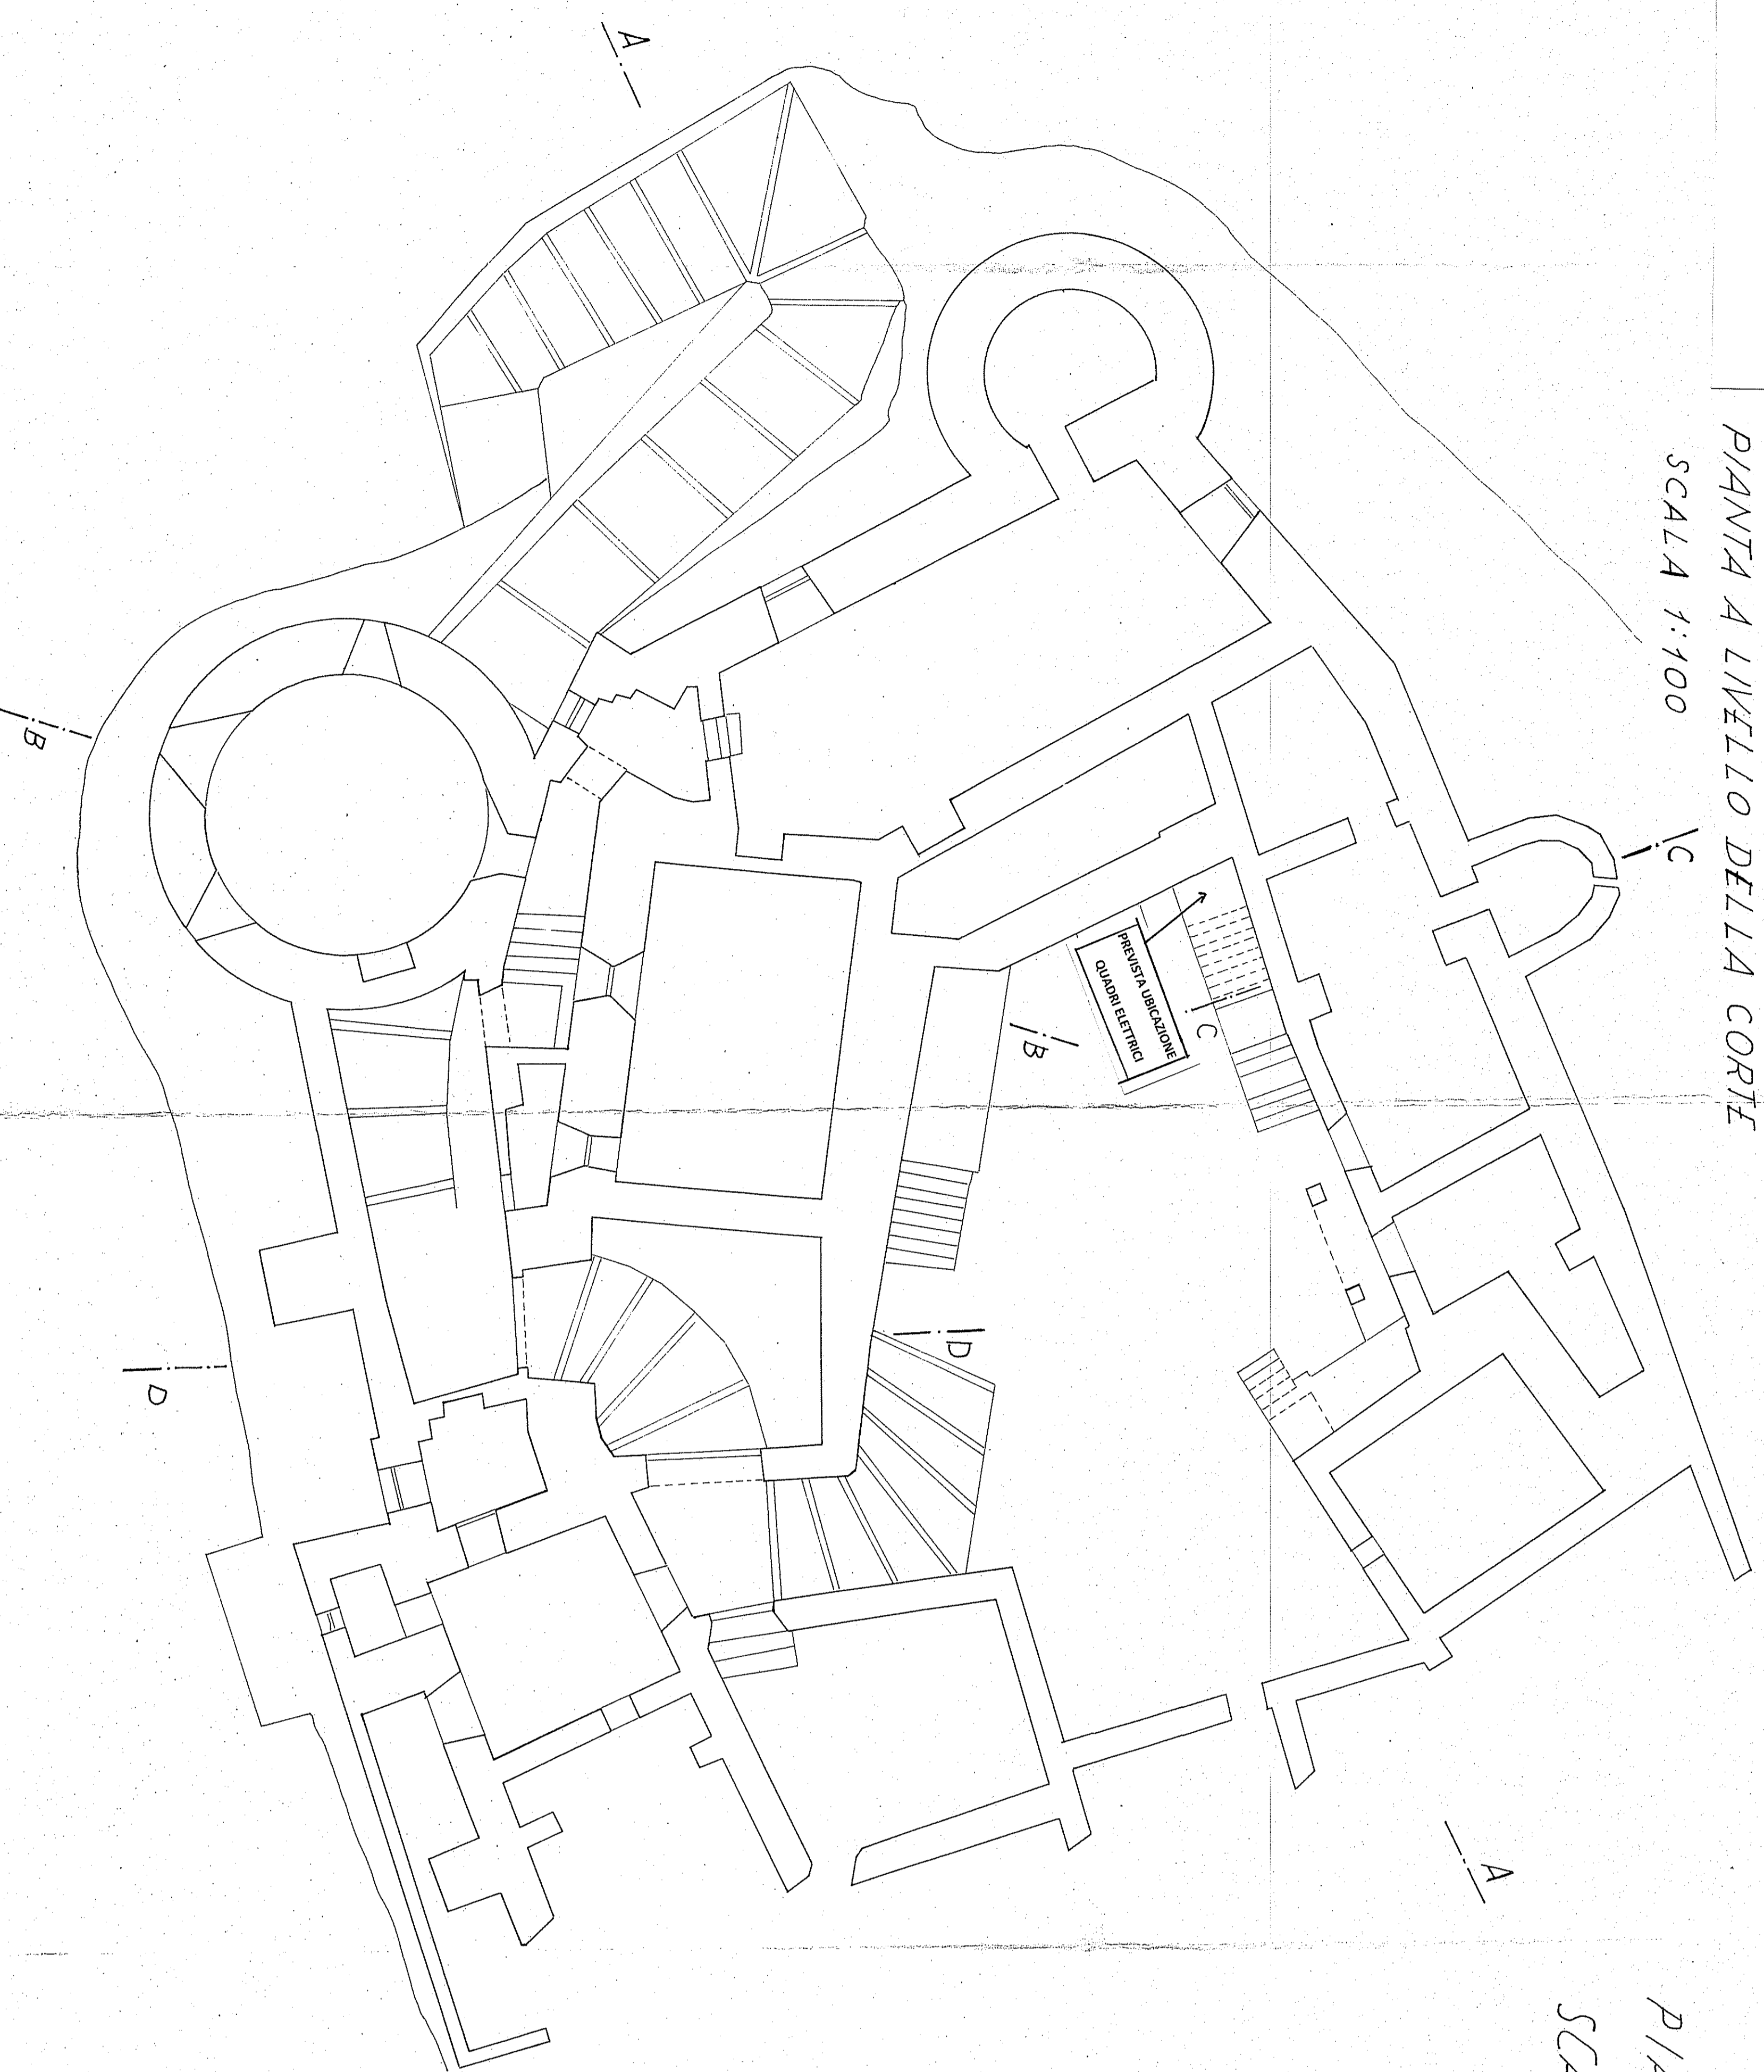 PIANTA A LIVELLO DELLA CORTE
SCALA 1:100
A
C
B
PREVISTA UBICAZIONE
QUADRI ELETTRICI
C
B
D
D
A